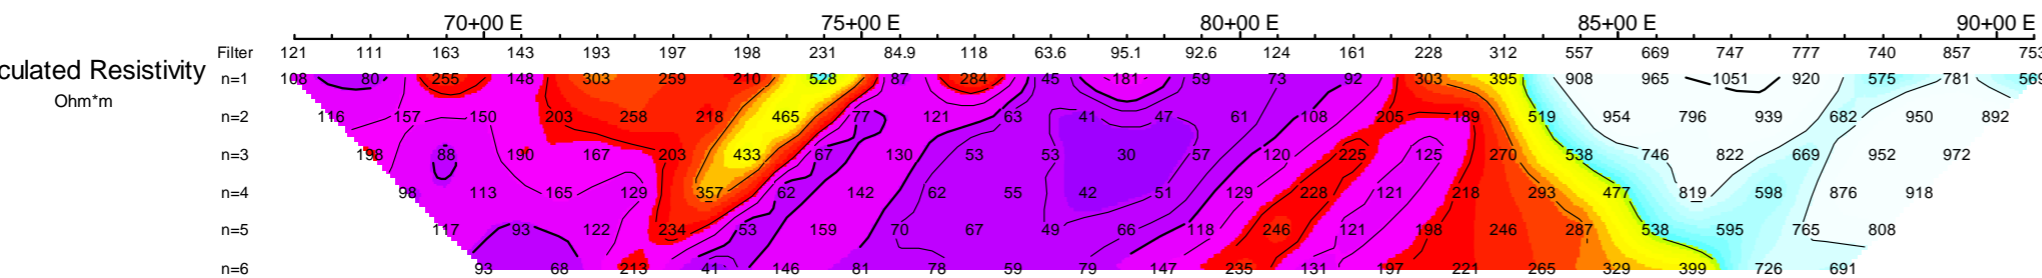 70+00 E 75+00 E 80+00 E 85+00 E 90+00 E
Filter 121 111 163 143 193 197 198 231 84.9 118 63.6 95.1 92.6 124 161 228 312 557 669 747 777 740 857 753
culated Resistivity
Ohm*m
n=1 108 80 255 148 303 259 210 528 87 284 45 181 59 73 92 303 395 908 965 1051 920 575 781 569
n=2 116 157 150 203 258 218 465 77 121 63 41 47 61 108 205 189 519 954 796 939 682 950 892
n=3 198 88 190 167 203 433 67 130 53 53 30 57 120 225 125 270 538 746 822 669 952 972
n=4 98 113 165 129 357 62 142 62 55 42 51 129 228 121 218 293 477 819 598 876 918
n=5 117 93 122 234 53 159 70 67 49 66 118 246 121 198 246 287 538 595 765 808
n=6 93 68 213 41 146 81 78 59 79 147 235 131 197 221 265 329 399 726 691